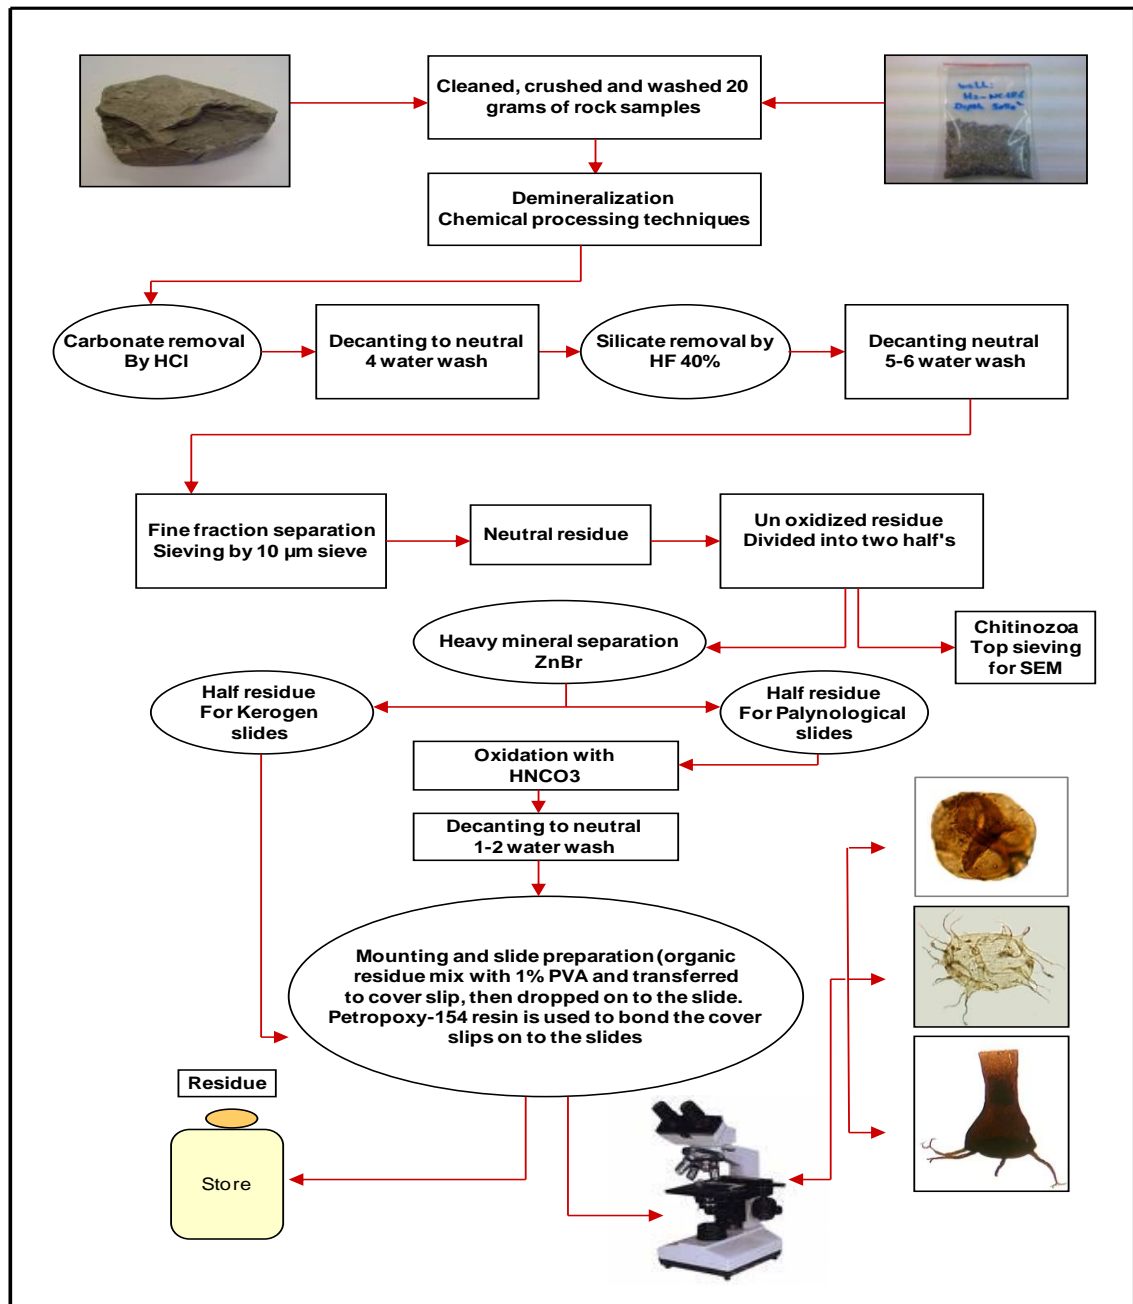 Cleaned, crushed and washed 20
grams of rock samples
Well:
Demineralization
Chemical processing techniques
Carbonate removal
By HCl
Decanting to neutral
4 water wash
Silicate removal by
HF 40%
Decanting neutral
5-6 water wash
Fine fraction separation
Sieving by 10 µm sieve
Neutral residue
Un oxidized residue
Divided into two half's
Heavy mineral separation
ZnBr
Chitinozoa
Top sieving
for SEM
Half residue
For Kerogen
slides
Half residue
For Palynological
slides
Oxidation with
HNCO3
Decanting to neutral
1-2 water wash
Mounting and slide preparation (organic
residue mix with 1% PVA and transferred
to cover slip, then dropped on to the slide.
Petropoxy-154 resin is used to bond the cover
slips on to the slides
Residue
Store